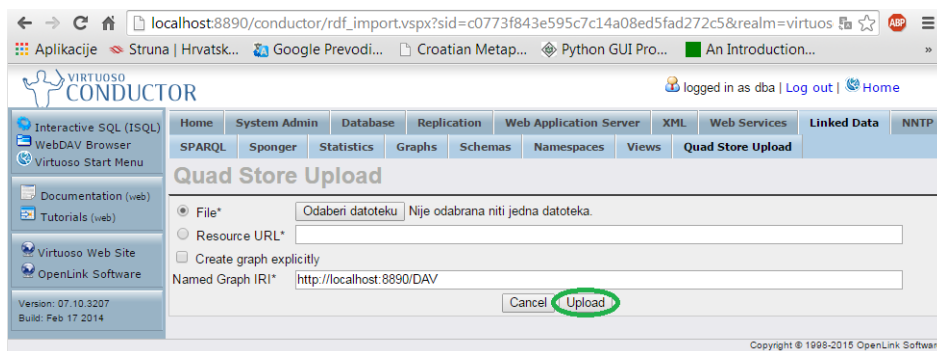 localhost:8890/conductor/rdf_import.vspx?sid=c0773f843e595c7c14a08ed5fad272c5&realm=virtuos
ABP
Aplikacije Struna | Hrvatsk... Google Prevodi... Croatian Metap... Python GUI Pro... An Introduction... »
VIRTUOSO
CONDUCTOR
logged in as dba | Log out | Home
Interactive SQL (ISQL)
WebDAV Browser
Virtuoso Start Menu
Documentation (web)
Tutorials (web)
Virtuoso Web Site
OpenLink Software
Version: 07.10.3207
Build: Feb 17 2014
Home System Admin Database Replication Web Application Server XML Web Services Linked Data NNTP
SPARQL Sponger Statistics Graphs Schemas Namespaces Views Quad Store Upload
Quad Store Upload
File* Odaberi datoteku Nije odabrana niti jedna datoteka.
Resource URL*
Create graph explicitly
Named Graph IRI* http://localhost:8890/DAV
Cancel Upload
Copyright © 1998-2015 OpenLink Softwar